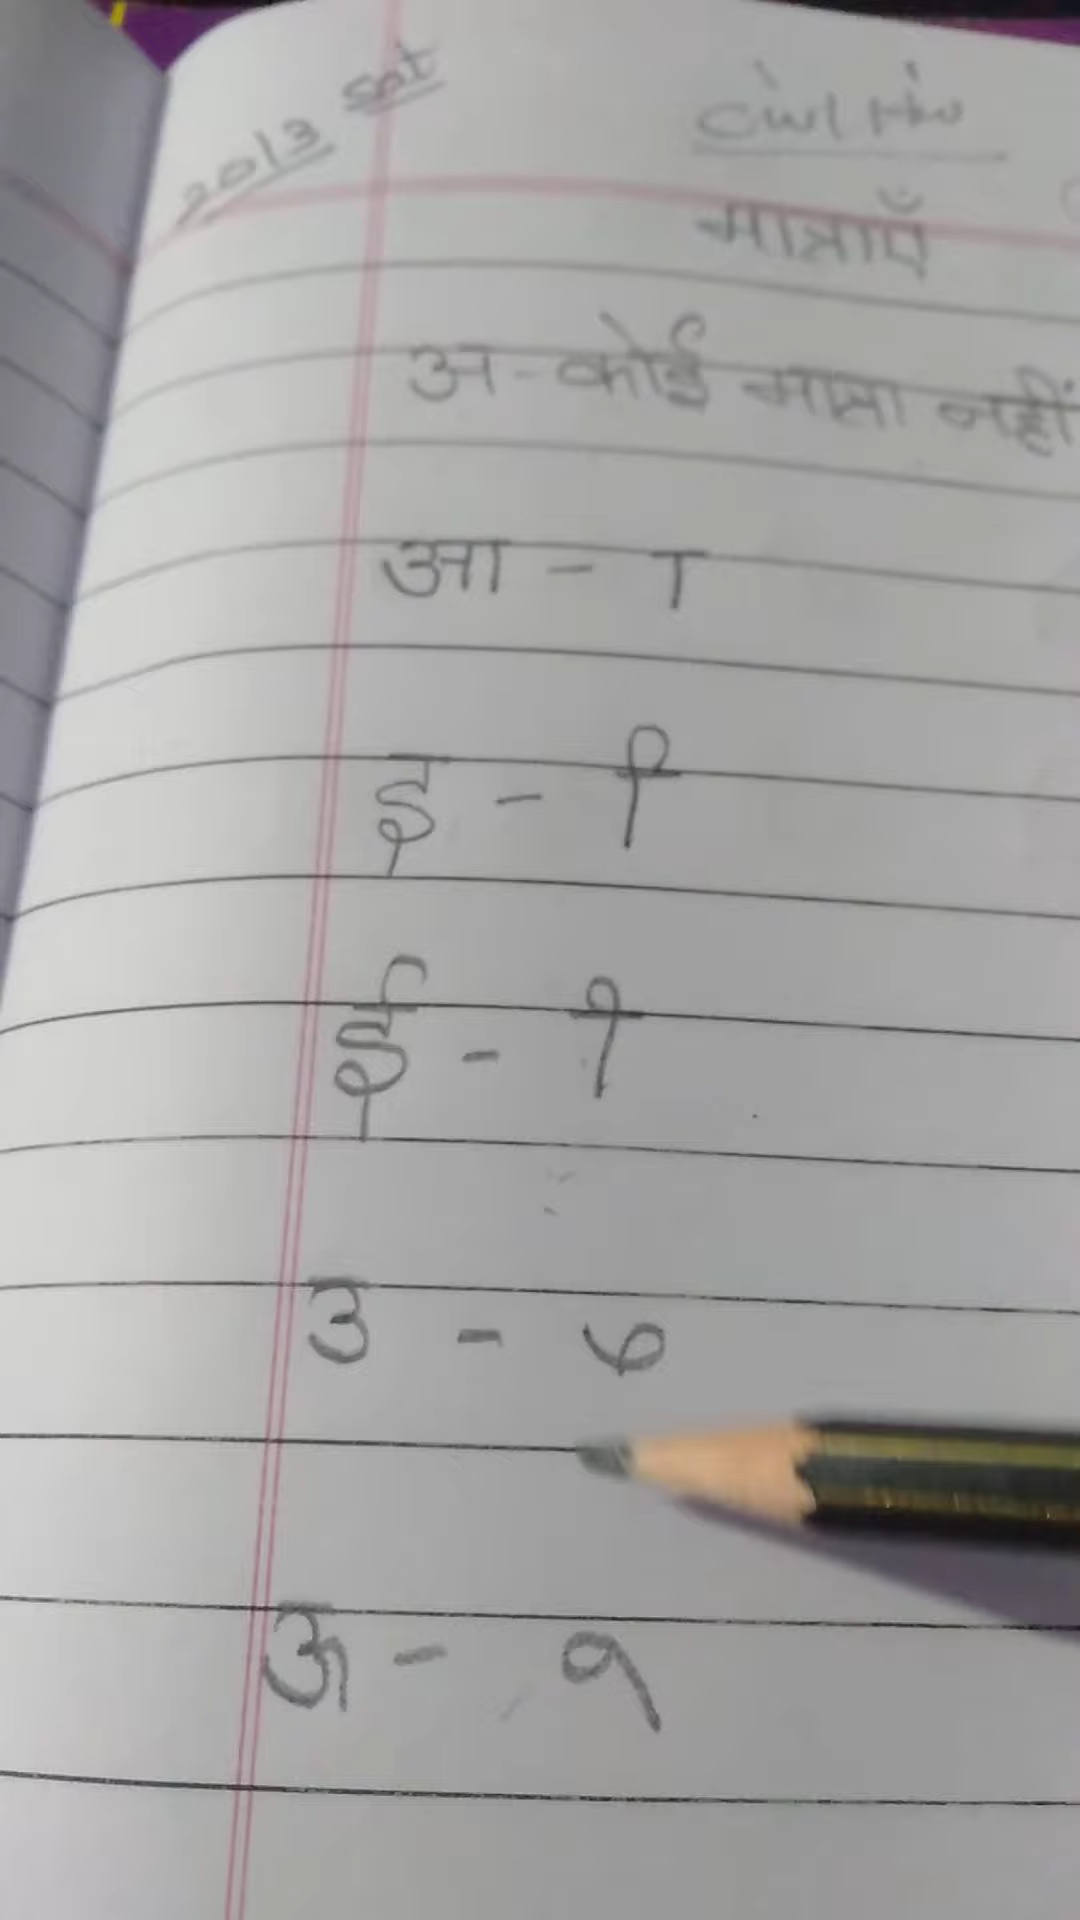 2013 Sat
मात्राएँ
अ - कोई मात्रा नहीं
आ - ा
इ - ि
ई - ी
उ - ु
ऊ - ू